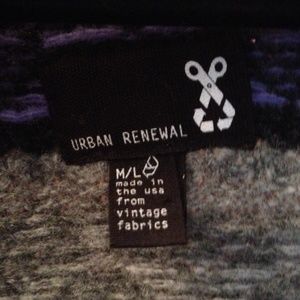 URBAN RENEWAL
M/L
made in
the usa
from
vintage
fabrics